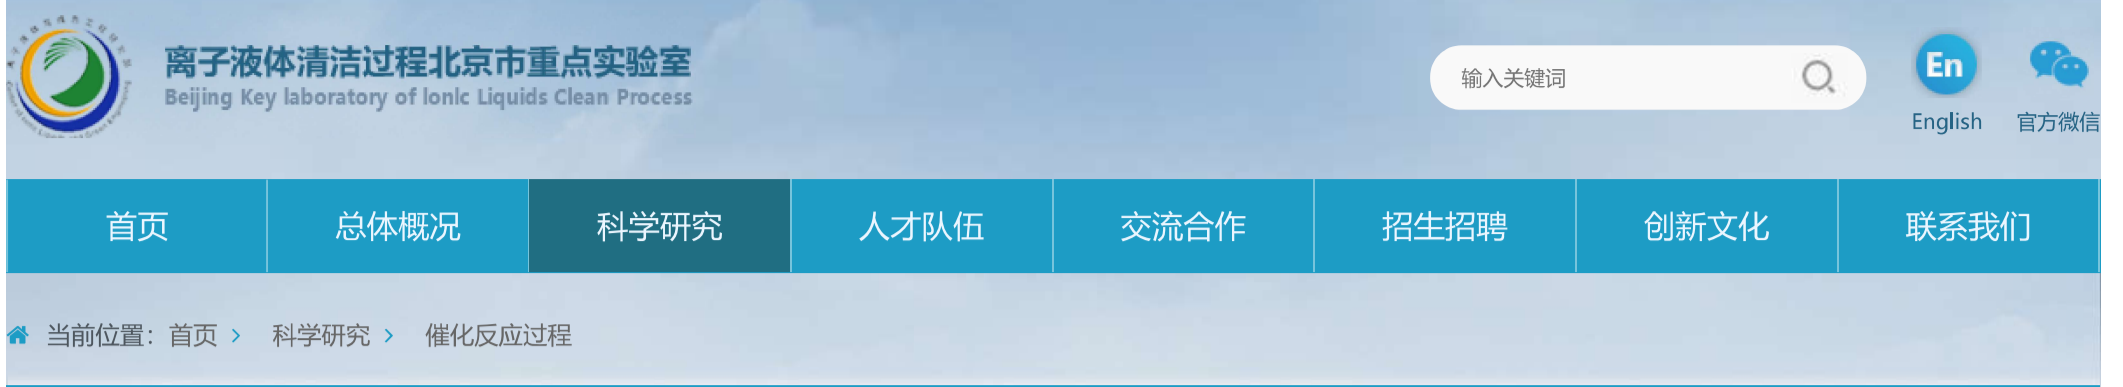 离子液体清洁过程北京市重点实验室
Beijing Key laboratory of Ionlc Liquids Clean Process
输入关键词
En
English
官方微信
首页 总体概况 科学研究 人才队伍 交流合作 招生招聘 创新文化 联系我们
当前位置：首页 > 科学研究 > 催化反应过程